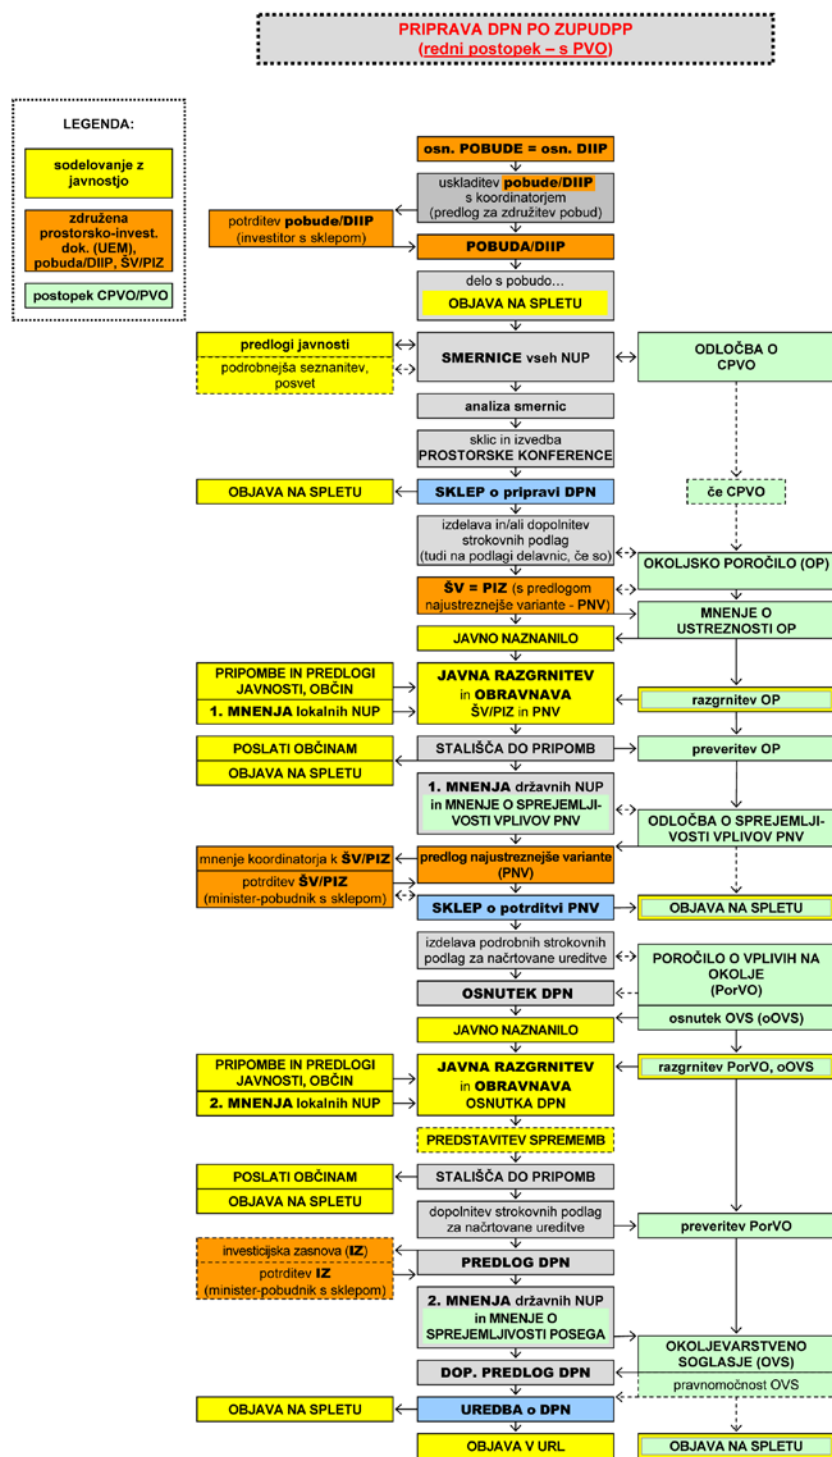 PRIPRAVA DPN PO ZUPUDPP
(redni postopek – s PVO)
LEGENDA:
sodelovanje z
javnostjo
združena
prostorsko-invest.
dok. (UEM),
pobuda/DIIP, ŠV/PIZ
postopek CPVO/PVO
osn. POBUDE = osn. DIIP
uskladitev pobude/DIIP
s koordinatorjem
(predlog za združitev pobud)
potrditev pobude/DIIP
(investitor s sklepom)
POBUDA/DIIP
delo s pobudo...
OBJAVA NA SPLETU
predlogi javnosti
podrobnejša seznanitev,
posvet
SMERNICE vseh NUP
ODLOČBA O
CPVO
analiza smernic
sklic in izvedba
PROSTORSKE KONFERENCE
OBJAVA NA SPLETU
SKLEP o pripravi DPN
če CPVO
izdelava in/ali dopolnitev
strokovnih podlag
(tudi na podlagi delavnic, če so)
OKOLJSKO POROČILO (OP)
ŠV = PIZ (s predlogom
najustreznejše variante - PNV)
MNENJE O
USTREZNOSTI OP
JAVNO NAZNANILO
PRIPOMBE IN PREDLOGI
JAVNOSTI, OBČIN
1. MNENJA lokalnih NUP
JAVNA RAZGRNITEV
in OBRAVNAVA
ŠV/PIZ in PNV
razgrnitev OP
POSLATI OBČINAM
OBJAVA NA SPLETU
STALIŠČA DO PRIPOMB
preveritev OP
1. MNENJA državnih NUP
in MNENJE O SPREJEMLJI-
VOSTI VPLIVOV PNV
ODLOČBA O SPREJEMLJI-
VOSTI VPLIVOV PNV
mnenje koordinatorja k ŠV/PIZ
potrditev ŠV/PIZ
(minister-pobudnik s sklepom)
predlog najustreznejše variante
(PNV)
SKLEP o potrditvi PNV
OBJAVA NA SPLETU
izdelava podrobnih strokovnih
podlag za načrtovane ureditve
POROČILO O VPLIVIH NA
OKOLJE
(PorVO)
OSNUTEK DPN
osnutek OVS (oOVS)
JAVNO NAZNANILO
PRIPOMBE IN PREDLOGI
JAVNOSTI, OBČIN
2. MNENJA lokalnih NUP
JAVNA RAZGRNITEV
in OBRAVNAVA
OSNUTKA DPN
razgrnitev PorVO, oOVS
PREDSTAVITEV SPREMEMB
POSLATI OBČINAM
OBJAVA NA SPLETU
STALIŠČA DO PRIPOMB
dopolnitev strokovnih podlag
za načrtovane ureditve
preveritev PorVO
investicijska zasnova (IZ)
potrditev IZ
(minister-pobudnik s sklepom)
PREDLOG DPN
2. MNENJA državnih NUP
in MNENJE O
SPREJEMLJIVOSTI POSEGA
OKOLJEVARSTVENO
SOGLASJE (OVS)
pravnomočnost OVS
DOP. PREDLOG DPN
OBJAVA NA SPLETU
UREDBA o DPN
OBJAVA V URL
OBJAVA NA SPLETU